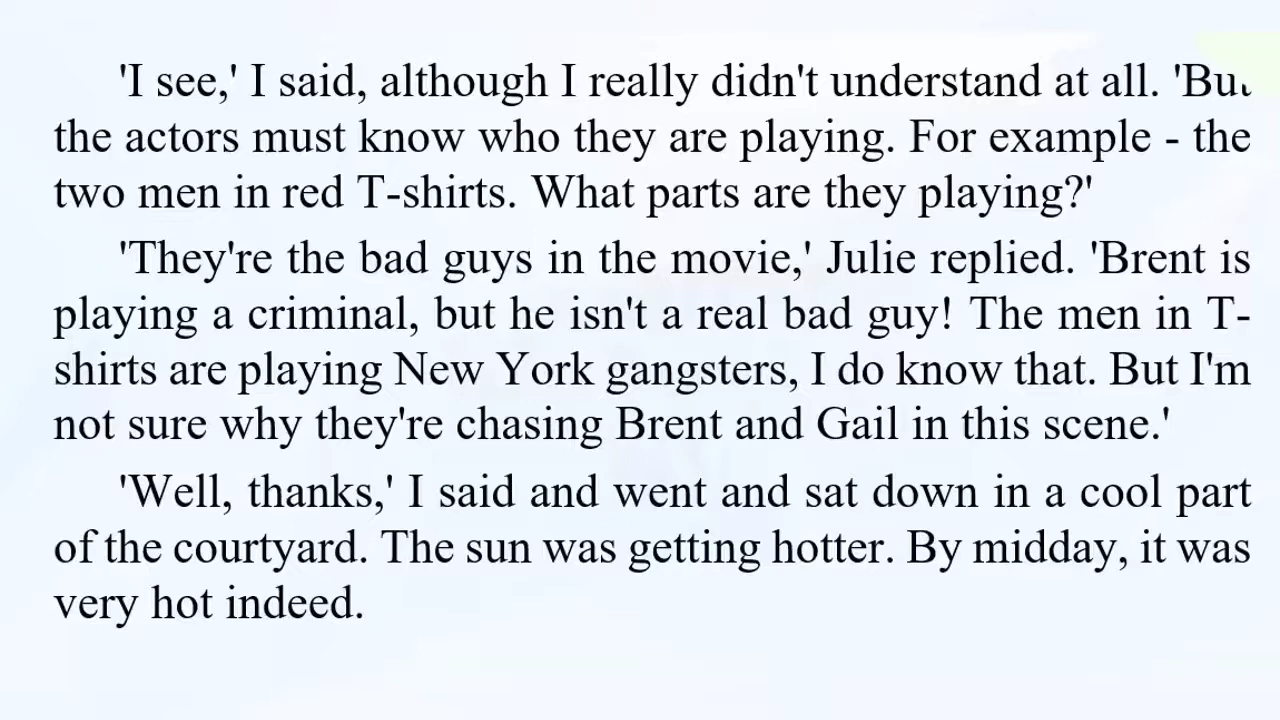 'I see,' I said, although I really didn't understand at all. 'But
the actors must know who they are playing. For example - the
two men in red T-shirts. What parts are they playing?'
'They're the bad guys in the movie,' Julie replied. 'Brent is
playing a criminal, but he isn't a real bad guy! The men in T-
shirts are playing New York gangsters, I do know that. But I'm
not sure why they're chasing Brent and Gail in this scene.'
'Well, thanks,' I said and went and sat down in a cool part
of the courtyard. The sun was getting hotter. By midday, it was
very hot indeed.